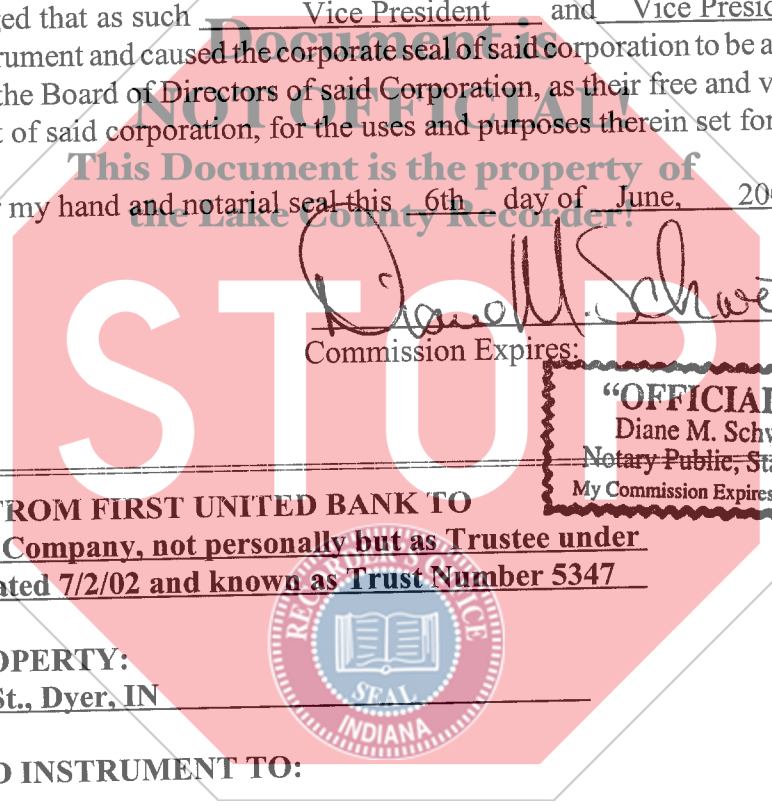 ged that as such Vice President and Vice Presid
Document is
rument and caused the corporate seal of said corporation to be a
the Board of Directors of said Corporation, as their free and v
NOT OFFICIAL!
t of said corporation, for the uses and purposes therein set for
This Document is the property of
my hand and notarial seal this 6th day of June, 200
the Lake County Recorder!
Diane M. Schwe
Commission Expires:
STOP
"OFFICIAL
Diane M. Schw
Notary Public, Sta
My Commission Expires
FROM FIRST UNITED BANK TO
Company, not personally but as Trustee under
ated 7/2/02 and known as Trust Number 5347
RECORDER'S OFFICE
SEAL
INDIANA
OPERTY:
St., Dyer, IN
D INSTRUMENT TO: